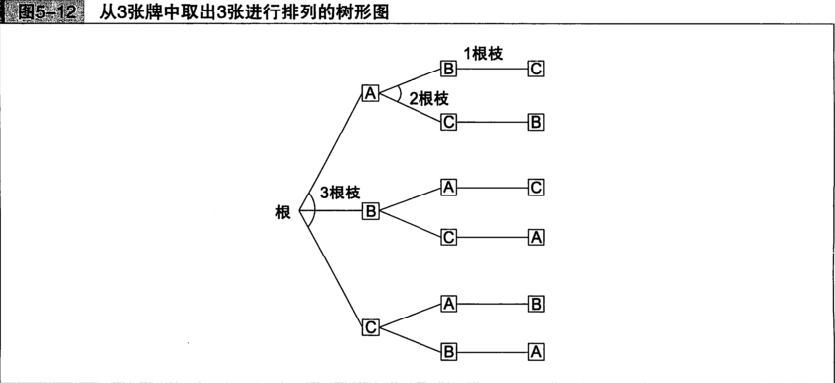 图5-12 从3张牌中取出3张进行排列的树形图
1根枝
B C
A
2根枝
C B
3根枝
A C
根 B
C A
A B
C
B A